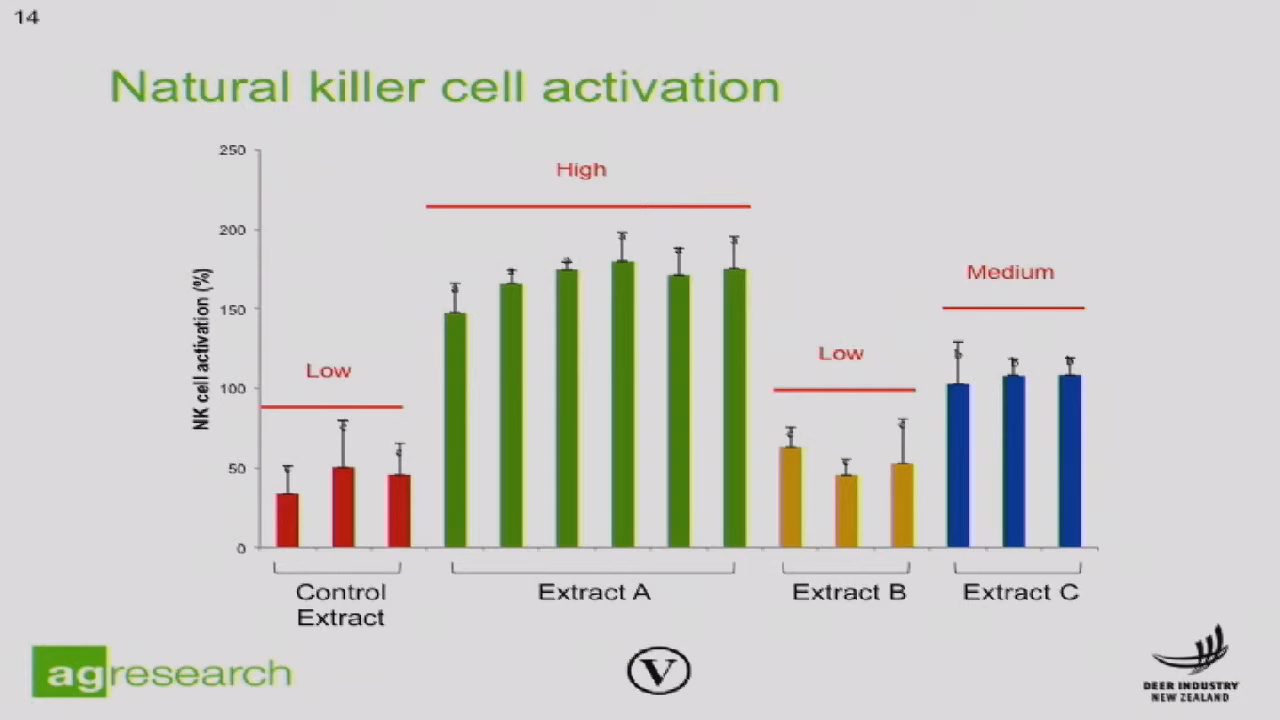 14
Natural killer cell activation
NK cell activation (%)
250
200
150
100
50
0
Low
High
Low
Medium
c
c
c
a
a
a
a
a
a
c
c
c
b
b
b
Control
Extract
Extract A
Extract B
Extract C
agresearch
V
DEER INDUSTRY
NEW ZEALAND